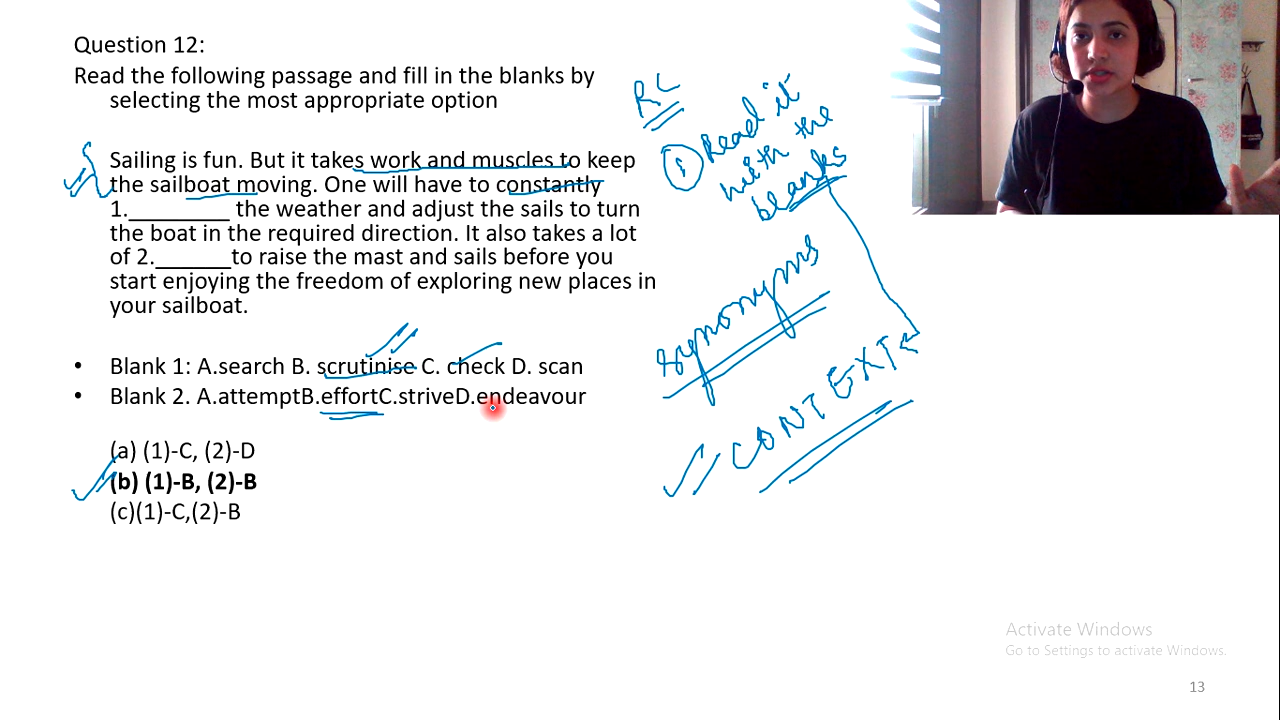 Question 12:
Read the following passage and fill in the blanks by
selecting the most appropriate option
Sailing is fun. But it takes work and muscles to keep
the sailboat moving. One will have to constantly
1.__________ the weather and adjust the sails to turn
the boat in the required direction. It also takes a lot
of 2._______to raise the mast and sails before you
start enjoying the freedom of exploring new places in
your sailboat.
• Blank 1: A.search B. scrutinise C. check D. scan
• Blank 2. A.attemptB.effortC.striveD.endeavour
(a) (1)-C, (2)-D
(b) (1)-B, (2)-B
(c)(1)-C,(2)-B
RC
1 Read it
with the
blanks
synonyms
CONTEXT
Activate Windows
Go to Settings to activate Windows.
13